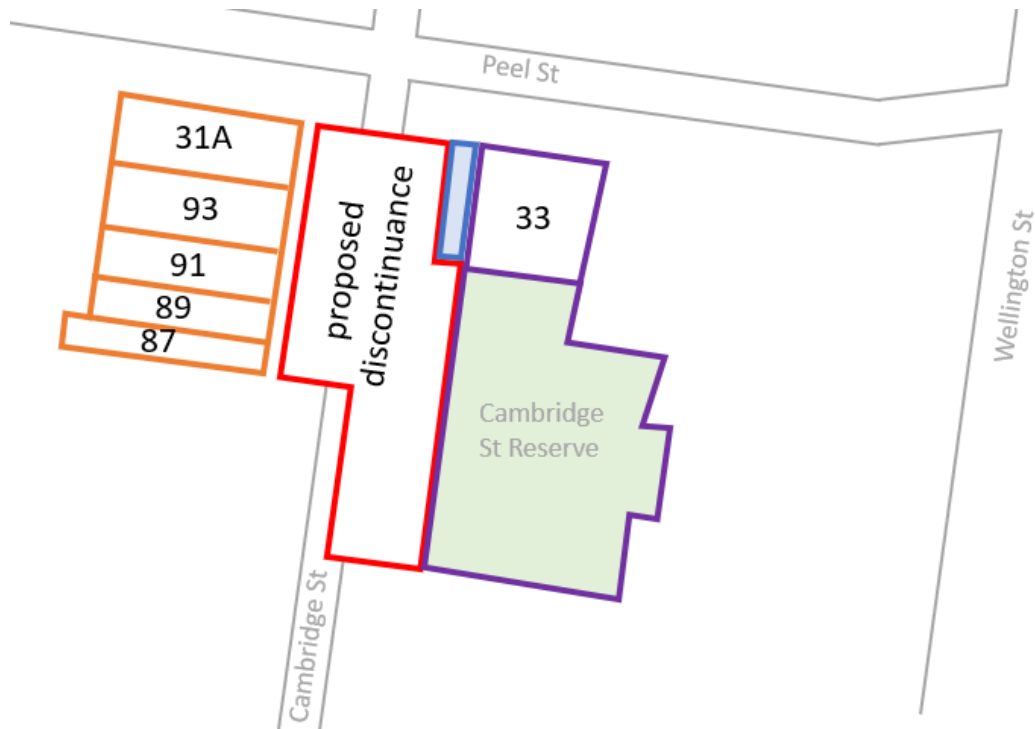 Peel St
31A
93
91
89
87
proposed
discontinuance
33
Wellington St
Cambridge
St Reserve
Cambridge St